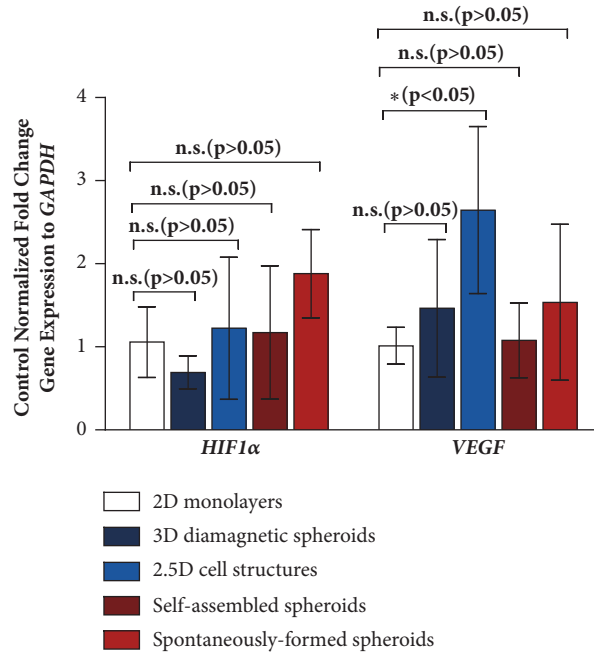 n.s.(p>0.05)
n.s.(p>0.05)
*(p<0.05)
n.s.(p>0.05)
n.s.(p>0.05)
n.s.(p>0.05)
n.s.(p>0.05)
n.s.(p>0.05)
Control Normalized Fold Change
Gene Expression to GAPDH
4
3
2
1
0
HIF1α
VEGF
2D monolayers
3D diamagnetic spheroids
2.5D cell structures
Self-assembled spheroids
Spontaneously-formed spheroids